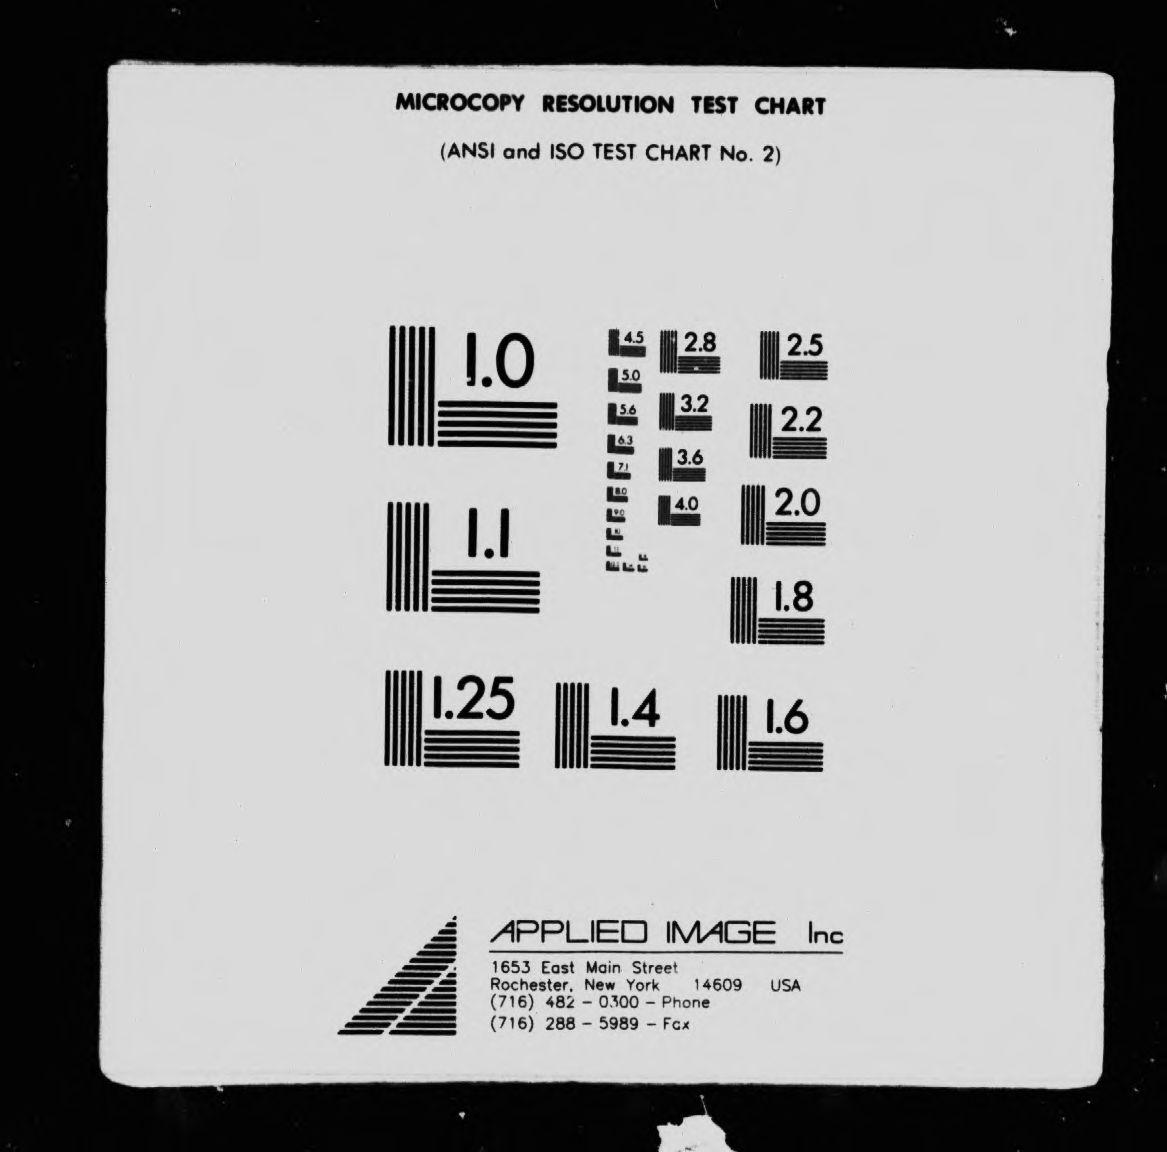 MICROCOPY RESOLUTION TEST CHART
(ANSI and ISO TEST CHART No. 2)
1.0
4.5
2.8
2.5
5.0
3.2
5.6
2.2
6.3
3.6
7.1
8.0
4.0
2.0
9.0
1.1
1.8
1.25
1.4
1.6
APPLIED IMAGE Inc
1653 East Main Street
Rochester, New York 14609 USA
(716) 482 - 0300 - Phone
(716) 288 - 5989 - Fax